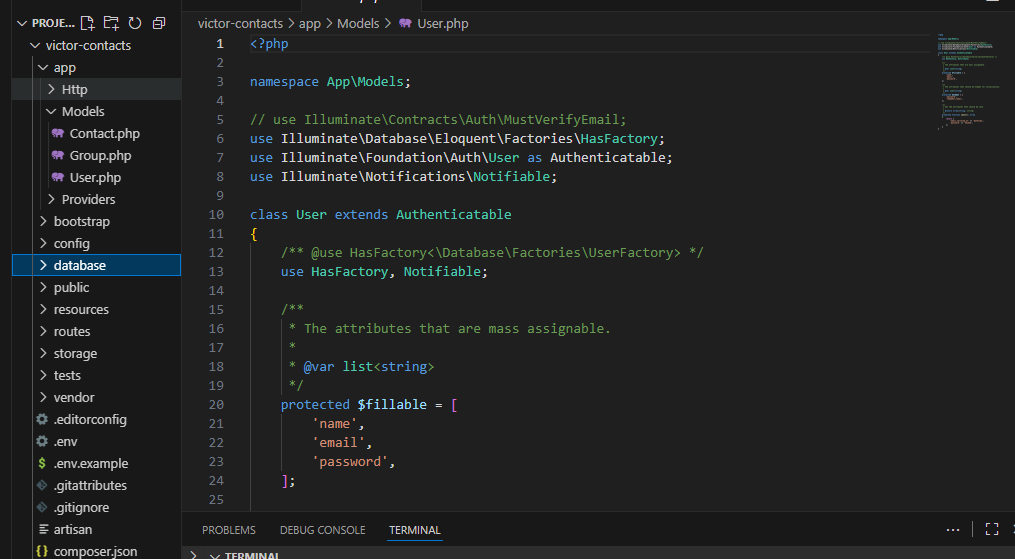 PROJE...
victor-contacts
app
Http
Models
Contact.php
Group.php
User.php
Providers
bootstrap
config
database
public
resources
routes
storage
tests
vendor
.editorconfig
.env
.env.example
.gitattributes
.gitignore
artisan
composer.json
victor-contacts > app > Models > User.php
1 <?php
2
3 namespace App\Models;
4
5 // use Illuminate\Contracts\Auth\MustVerifyEmail;
6 use Illuminate\Database\Eloquent\Factories\HasFactory;
7 use Illuminate\Foundation\Auth\User as Authenticatable;
8 use Illuminate\Notifications\Notifiable;
9
10 class User extends Authenticatable
11 {
12 /** @use HasFactory<\Database\Factories\UserFactory> */
13 use HasFactory, Notifiable;
14
15 /**
16 * The attributes that are mass assignable.
17 *
18 * @var list<string>
19 */
20 protected $fillable = [
21 'name',
22 'email',
23 'password',
24 ];
25
PROBLEMS DEBUG CONSOLE TERMINAL
TERMINAL